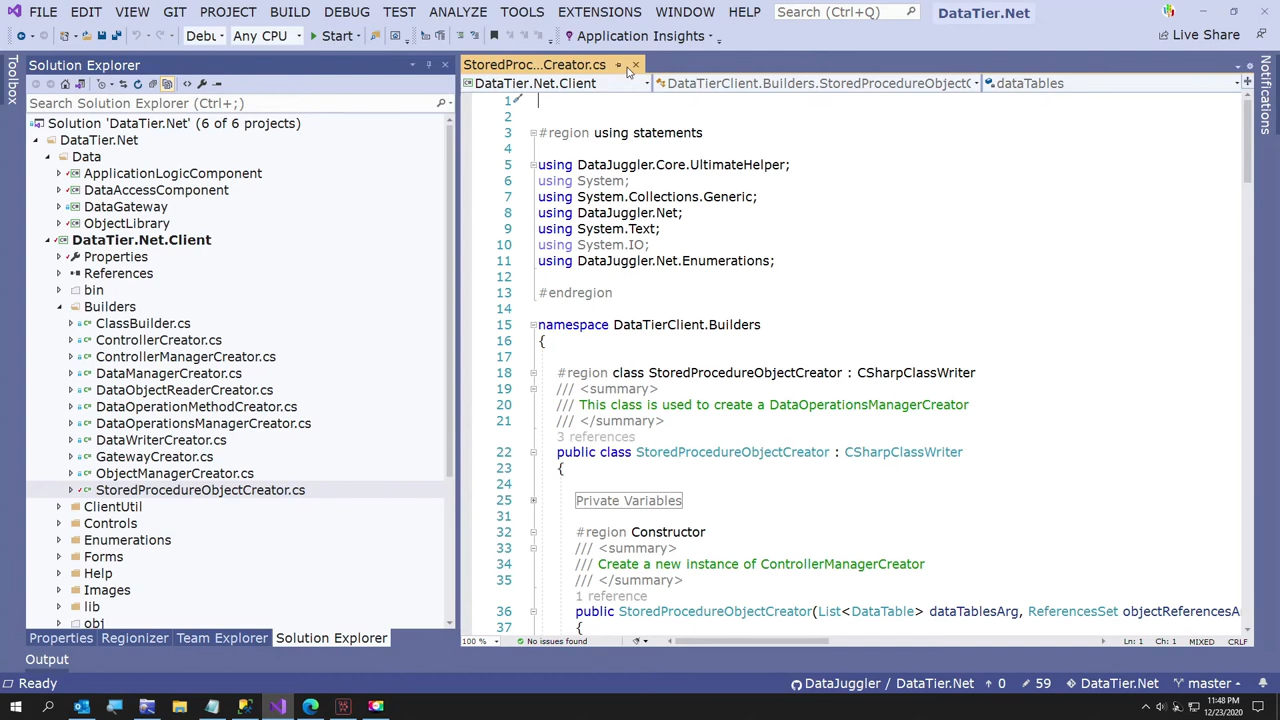 FILE EDIT VIEW GIT PROJECT BUILD DEBUG TEST ANALYZE TOOLS EXTENSIONS WINDOW HELP Search (Ctrl+Q) DataTier.Net
Debu Any CPU Start Application Insights Live Share
Toolbox
Solution Explorer
Search Solution Explorer (Ctrl+;)
Solution 'DataTier.Net' (6 of 6 projects)
DataTier.Net
Data
ApplicationLogicComponent
DataAccessComponent
DataGateway
ObjectLibrary
DataTier.Net.Client
Properties
References
bin
Builders
ClassBuilder.cs
ControllerCreator.cs
ControllerManagerCreator.cs
DataManagerCreator.cs
DataObjectReaderCreator.cs
DataOperationMethodCreator.cs
DataOperationsManagerCreator.cs
DataWriterCreator.cs
GatewayCreator.cs
ObjectManagerCreator.cs
StoredProcedureObjectCreator.cs
ClientUtil
Controls
Enumerations
Forms
Help
Images
lib
obj
Properties Regionizer Team Explorer Solution Explorer
StoredProc...Creator.cs
DataTier.Net.Client DataTierClient.Builders.StoredProcedureObjectC dataTables
1
2
3 #region using statements
4
5 using DataJuggler.Core.UltimateHelper;
6 using System;
7 using System.Collections.Generic;
8 using DataJuggler.Net;
9 using System.Text;
10 using System.IO;
11 using DataJuggler.Net.Enumerations;
12
13 #endregion
14
15 namespace DataTierClient.Builders
16 {
17
18 #region class StoredProcedureObjectCreator : CSharpClassWriter
19 /// <summary>
20 /// This class is used to create a DataOperationsManagerCreator
21 /// </summary>
3 references
22 public class StoredProcedureObjectCreator : CSharpClassWriter
23 {
24
25 Private Variables
31
32 #region Constructor
33 /// <summary>
34 /// Create a new instance of ControllerManagerCreator
35 /// </summary>
1 reference
36 public StoredProcedureObjectCreator(List<DataTable> dataTablesArg, ReferencesSet objectReferencesAr
37 {
100 % No issues found Ln: 1 Ch: 1 MIXED CRLF
Notifications
Output
Ready DataJuggler / DataTier.Net 0 59 DataTier.Net master
11:48 PM
12/23/2020